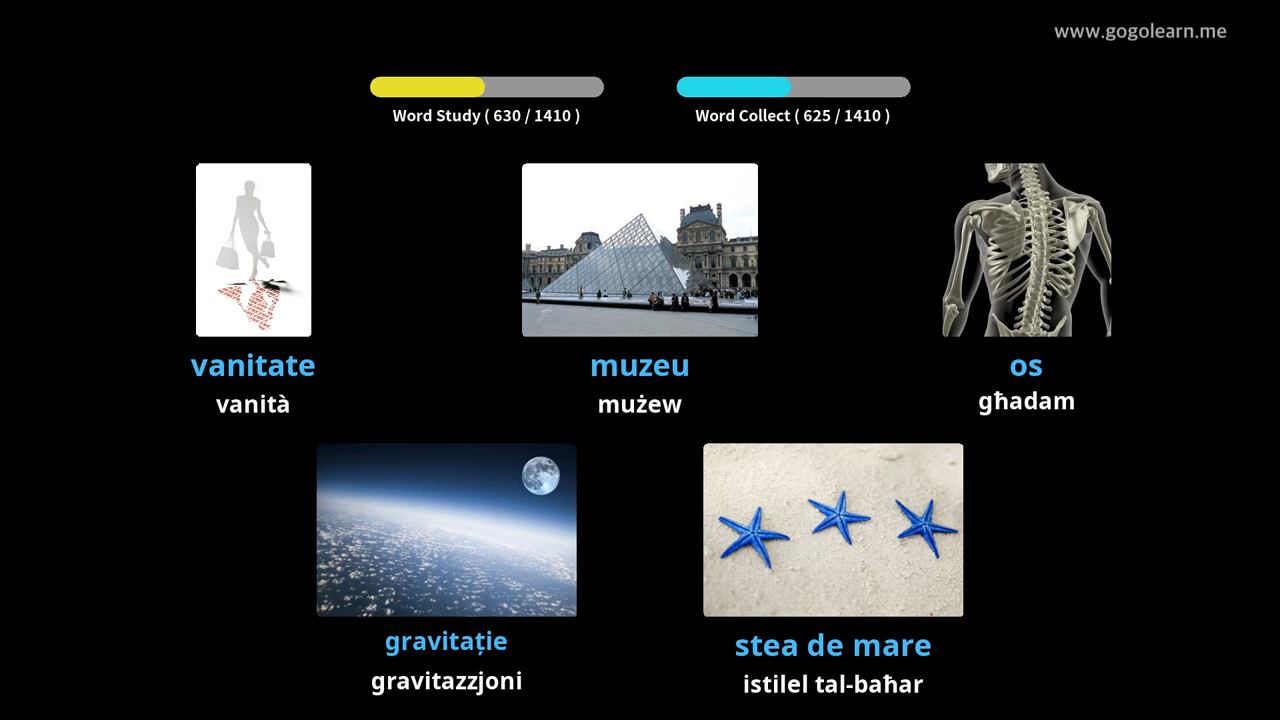 www.gogolearn.me
Word Study ( 630 / 1410 )
Word Collect ( 625 / 1410 )
vanitate
vanità
muzeu
mużew
os
għadam
gravitație
gravitazzjoni
stea de mare
istilel tal-baħar